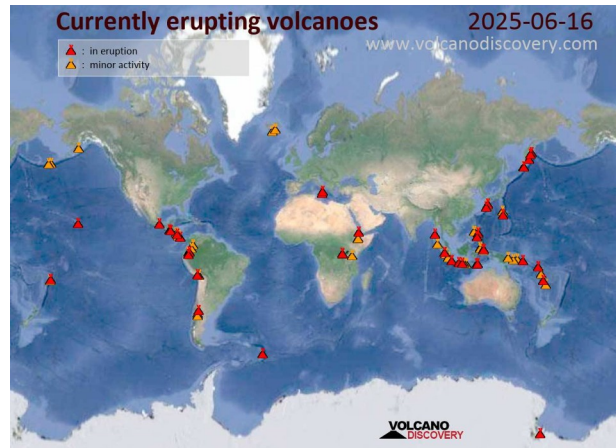 Currently erupting volcanoes 2025-06-16
www.volcanodiscovery.com
: in eruption
: minor activity
VOLCANO
DISCOVERY